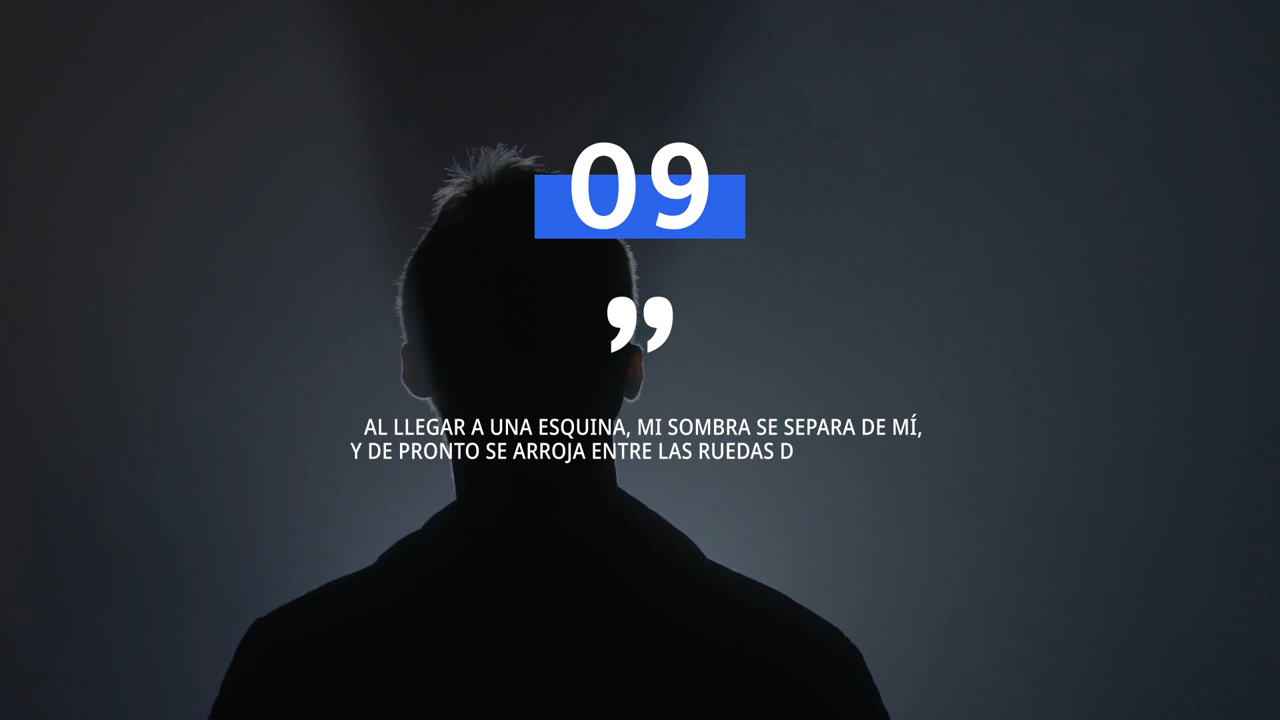 09
”
AL LLEGAR A UNA ESQUINA, MI SOMBRA SE SEPARA DE MÍ,
Y DE PRONTO SE ARROJA ENTRE LAS RUEDAS D